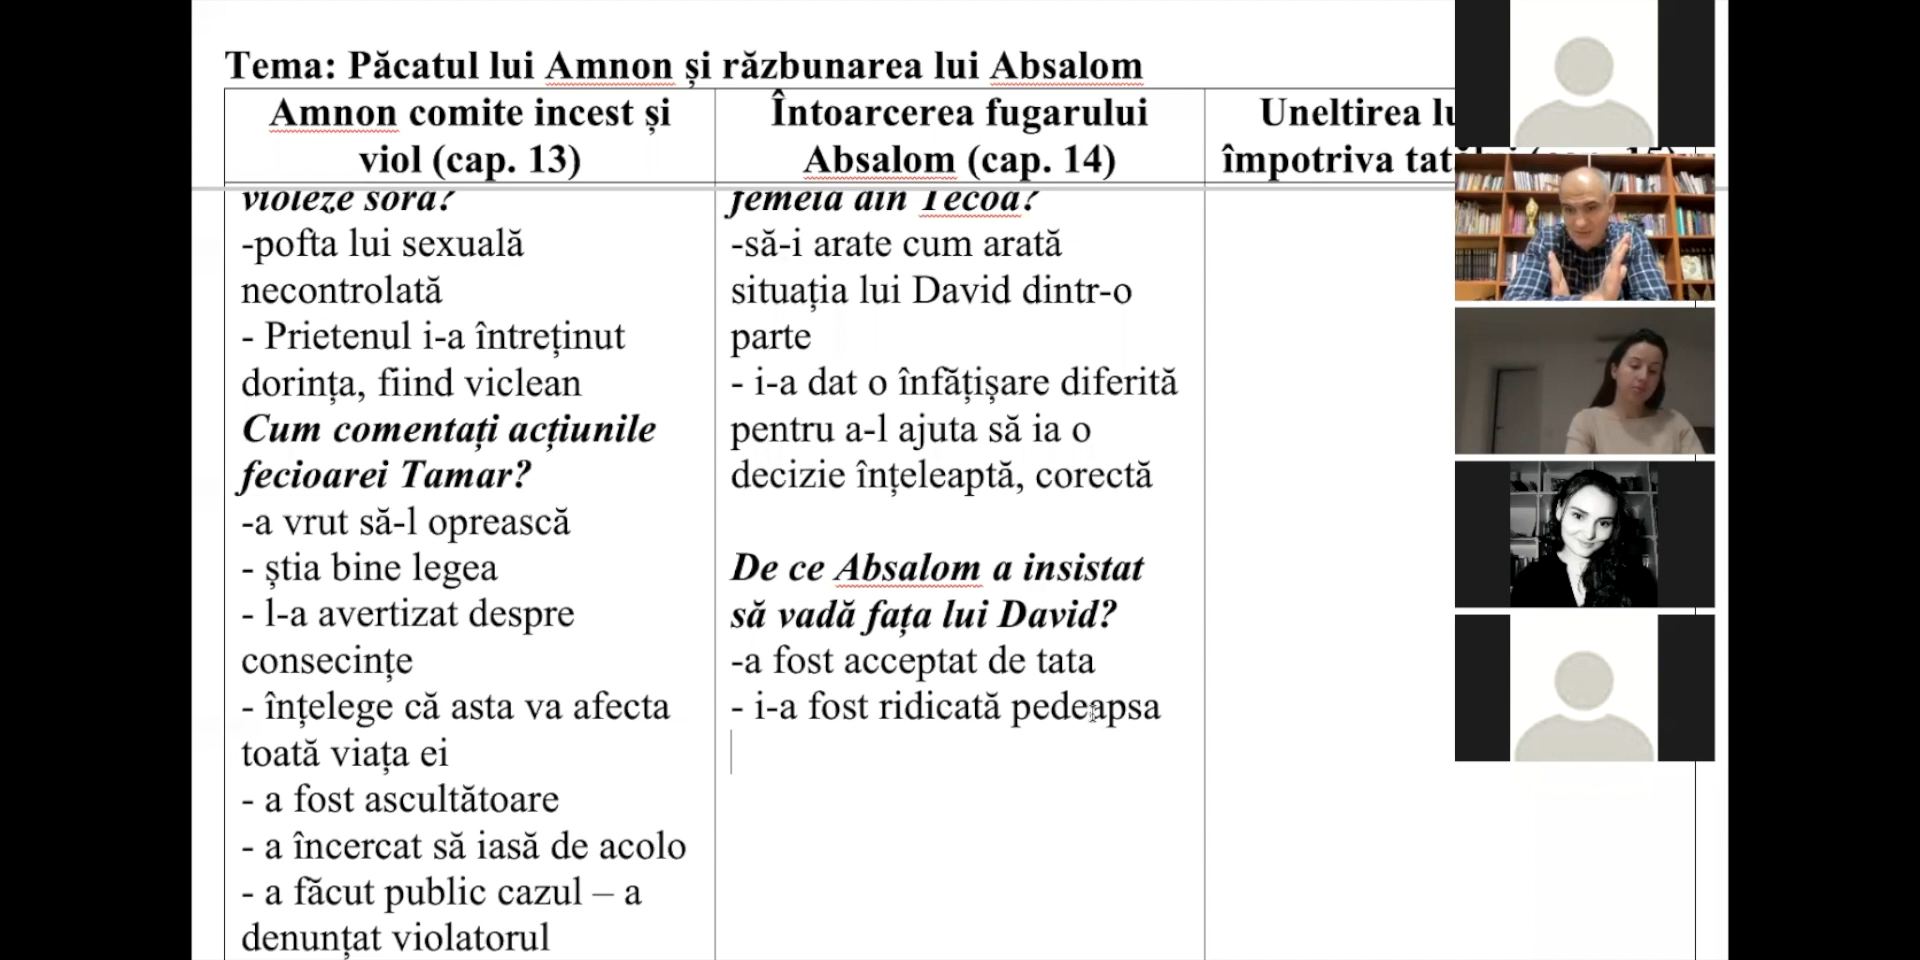 Tema: Păcatul lui Amnon și răzbunarea lui Absalom
Amnon comite incest și
viol (cap. 13)
Întoarcerea fugarului
Absalom (cap. 14)
Uneltirea
împotriva
violeze sora?
-pofta lui sexuală
necontrolată
- Prietenul i-a întreținut
dorința, fiind viclean
Cum comentați acțiunile
fecioarei Tamar?
-a vrut să-l oprească
- știa bine legea
- l-a avertizat despre
consecințe
- înțelege că asta va afecta
toată viața ei
- a fost ascultătoare
- a încercat să iasă de acolo
- a făcut public cazul – a
denunțat violatorul
femeia din Tecoa?
-să-i arate cum arată
situația lui David dintr-o
parte
- i-a dat o înfățișare diferită
pentru a-l ajuta să ia o
decizie înțeleaptă, corectă
De ce Absalom a insistat
să vadă fața lui David?
-a fost acceptat de tata
- i-a fost ridicată pedeapsa